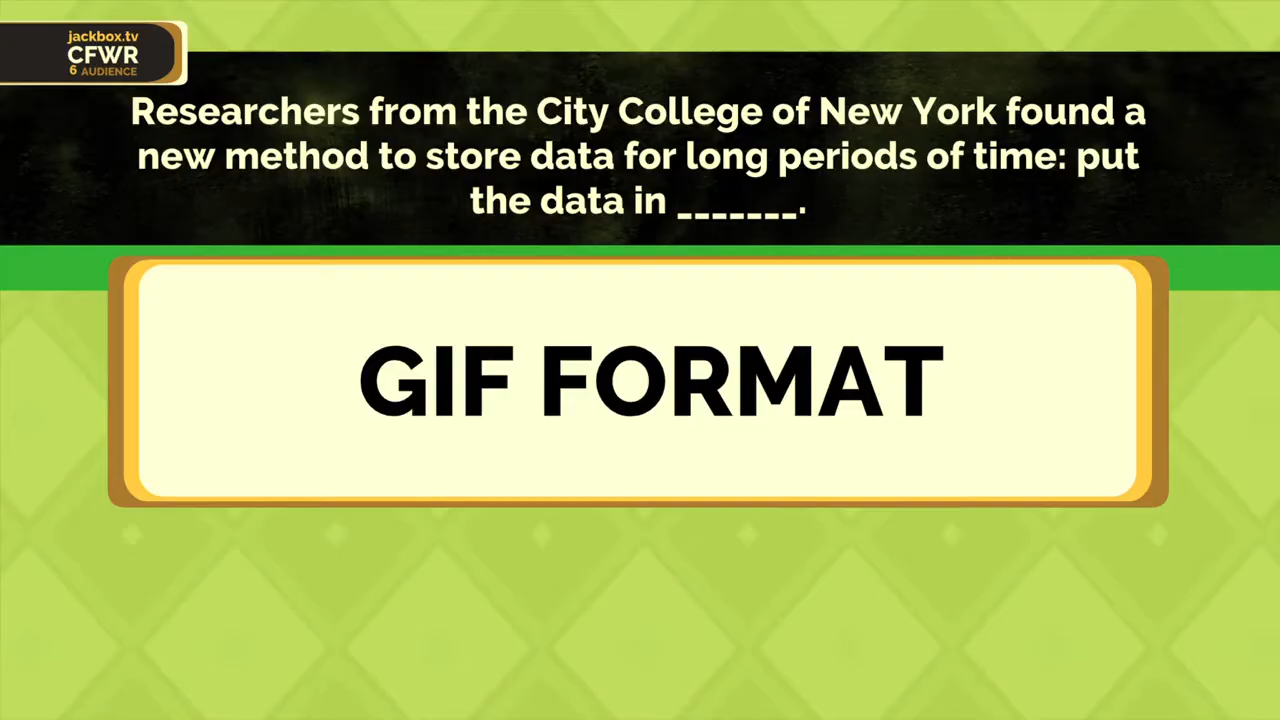 jackbox.tv
CFWR
6 AUDIENCE
Researchers from the City College of New York found a
new method to store data for long periods of time: put
the data in _______.
GIF FORMAT